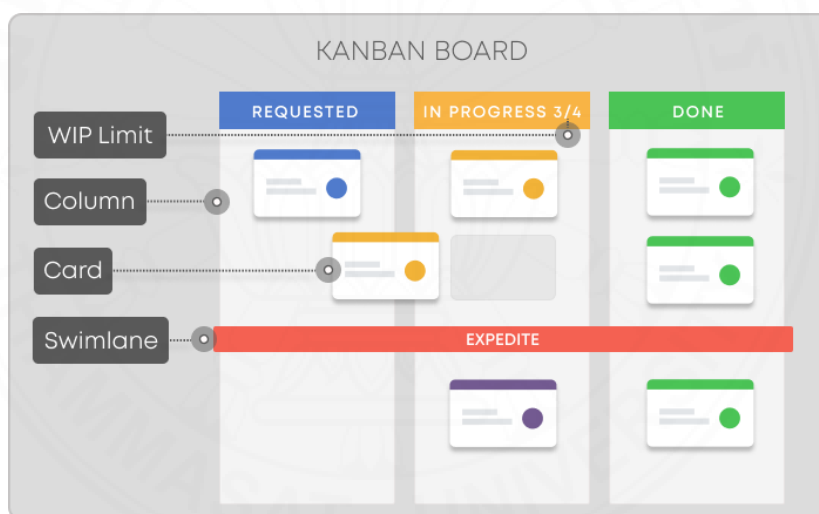 KANBAN BOARD
REQUESTED
IN PROGRESS 3/4
DONE
WIP Limit
Column
Card
Swimlane
EXPEDITE